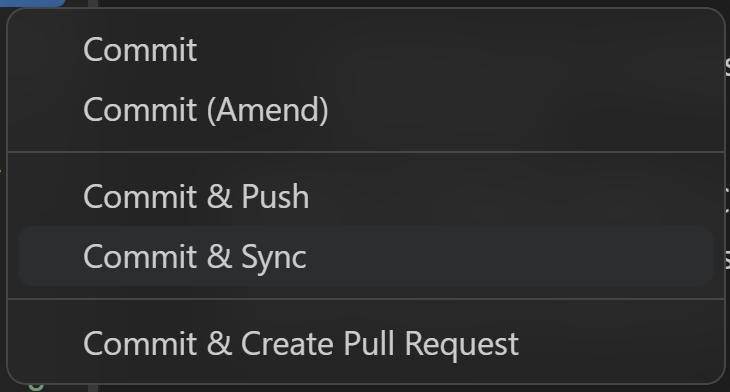 Commit
Commit (Amend)
Commit & Push
Commit & Sync
Commit & Create Pull Request